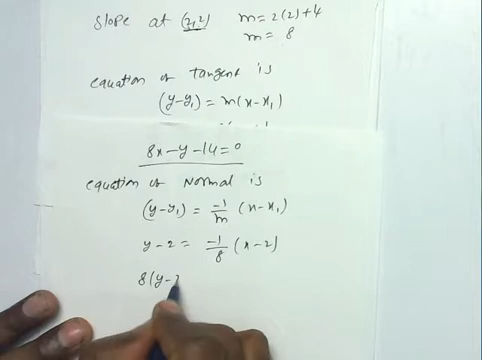 slope at (2,2) m = 2(2)+4
m = 8
equation of Tangent is
(y-y₁) = m(x-x₁)
8x-y-14=0
equation of Normal is
(y-y₁) = -1/m (x-x₁)
y-2 = -1/8 (x-2)
8(y-